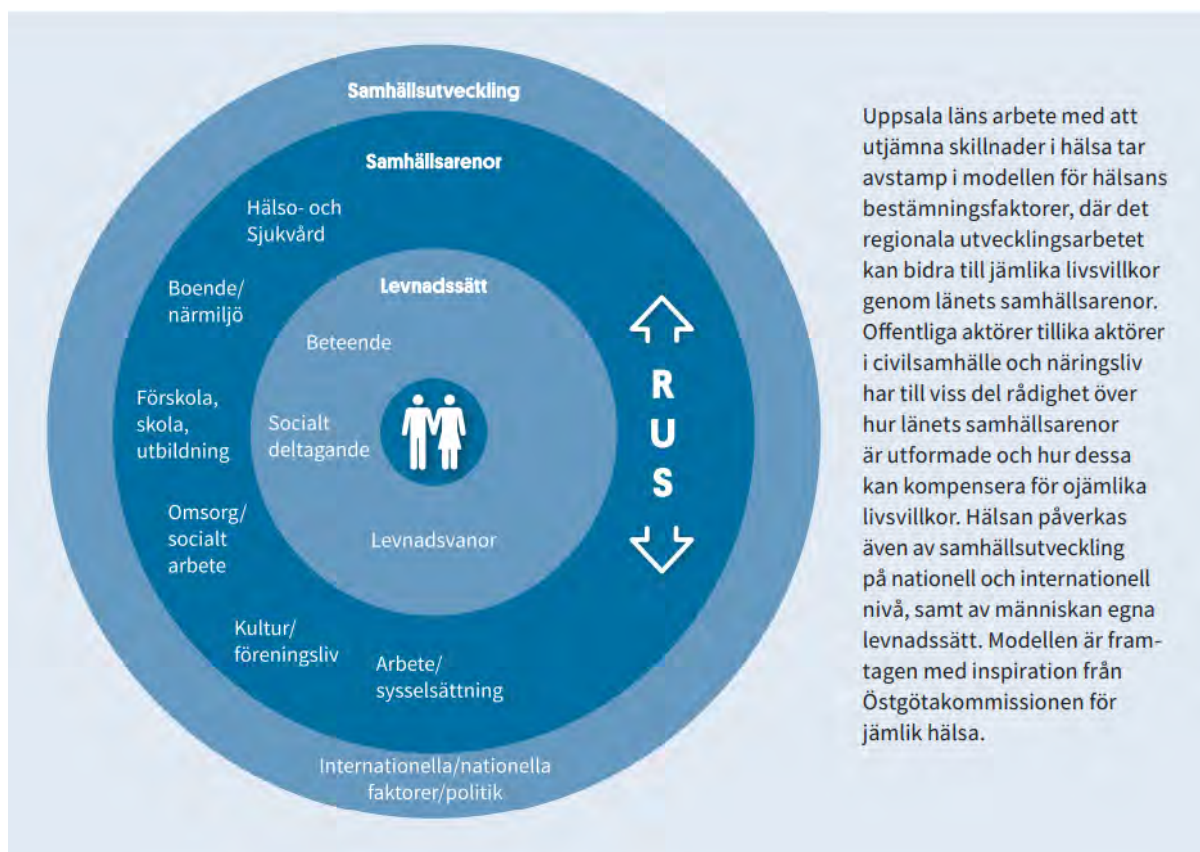 Samhällsutveckling
Samhällsarenor
Hälso- och
Sjukvård
Boende/
närmiljö
Förskola,
skola,
utbildning
Omsorg/
socialt
arbete
Kultur/
föreningsliv
Arbete/
sysselsättning
Levnadssätt
Beteende
Socialt
deltagande
Levnadsvanor
R
U
S
Internationella/nationella
faktorer/politik
Uppsala läns arbete med att
utjämna skillnader i hälsa tar
avstamp i modellen för hälsans
bestämningsfaktorer, där det
regionala utvecklingsarbetet
kan bidra till jämlika livsvillkor
genom länets samhällsarenor.
Offentliga aktörer tillika aktörer
i civilsamhälle och näringsliv
har till viss del rådighet över
hur länets samhällsarenor
är utformade och hur dessa
kan kompensera för ojämlika
livsvillkor. Hälsan påverkas
även av samhällsutveckling
på nationell och internationell
nivå, samt av människan egna
levnadssätt. Modellen är fram-
tagen med inspiration från
Östgötakommissionen för
jämlik hälsa.